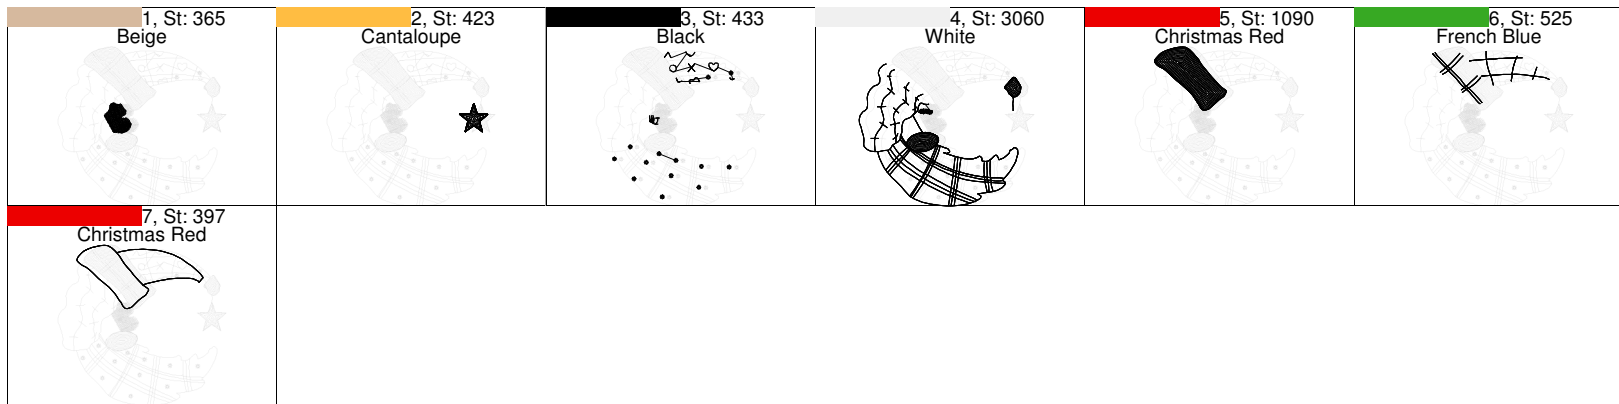 1, St: 365
Beige
2, St: 423
Cantaloupe
3, St: 433
Black
4, St: 3060
White
5, St: 1090
Christmas Red
6, St: 525
French Blue
7, St: 397
Christmas Red